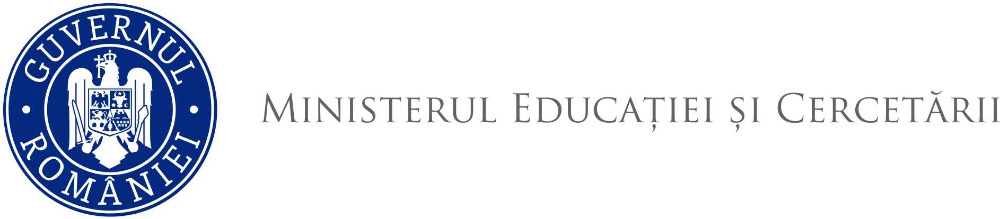 GUVERNUL
ROMÂNIEI
MINISTERUL EDUCAȚIEI ȘI CERCETĂRII